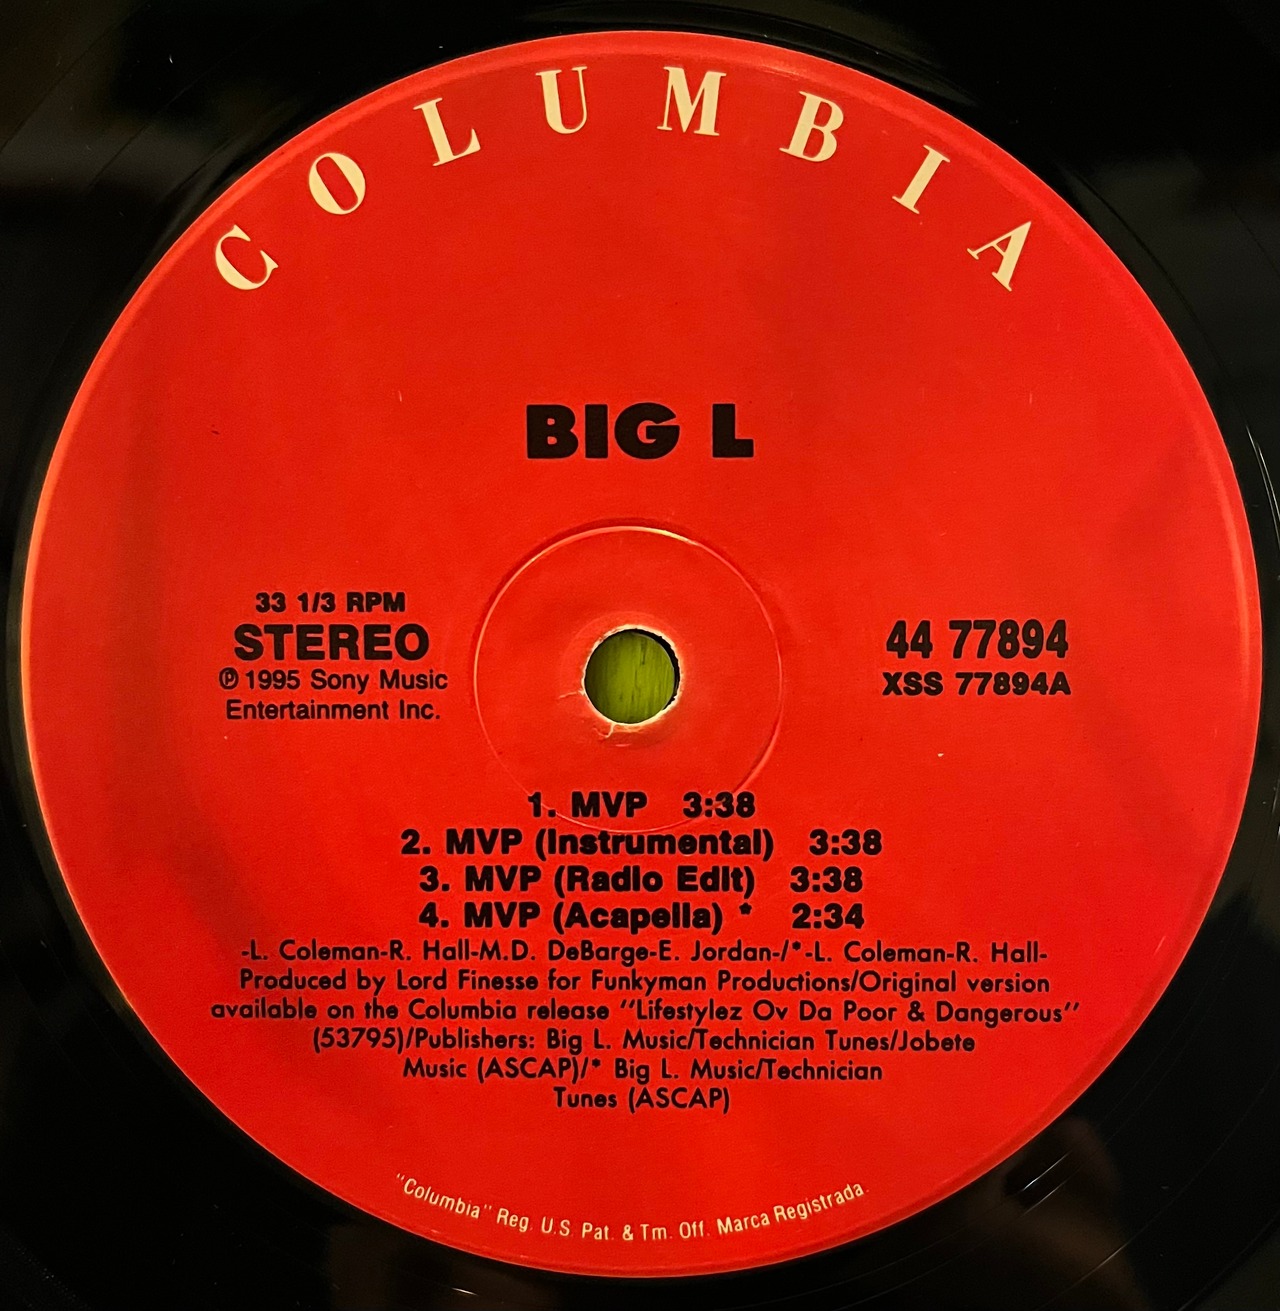 COLUMBIA
BIG L
33 1/3 RPM
STEREO
℗ 1995 Sony Music
Entertainment Inc.
44 77894
XSS 77894A
1. MVP 3:38
2. MVP (Instrumental) 3:38
3. MVP (Radio Edit) 3:38
4. MVP (Acapella) * 2:34
-L. Coleman-R. Hall-M.D. DeBarge-E. Jordan-/*-L. Coleman-R. Hall-
Produced by Lord Finesse for Funkyman Productions/Original version
available on the Columbia release "Lifestylez Ov Da Poor & Dangerous"
(53795)/Publishers: Big L. Music/Technician Tunes/Jobete
Music (ASCAP)/* Big L. Music/Technician
Tunes (ASCAP)
"Columbia" Reg. U.S. Pat. & Tm. Off. Marca Registrada.